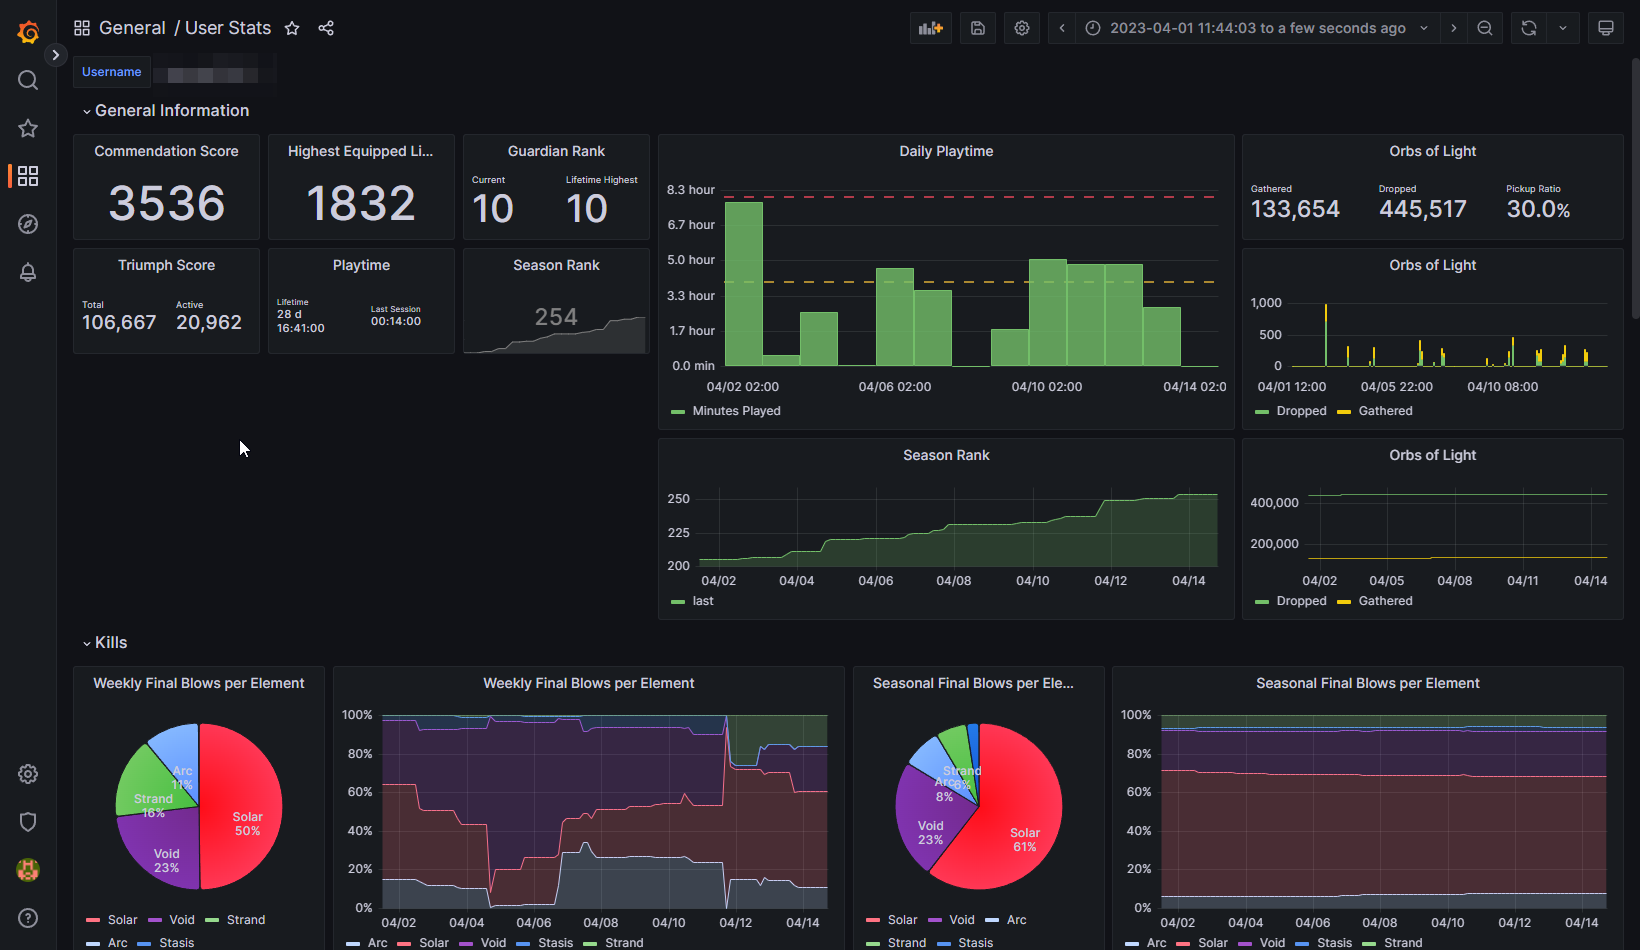 General / User Stats
2023-04-01 11:44:03 to a few seconds ago
Username
General Information
Commendation Score
3536
Highest Equipped Li...
1832
Guardian Rank
Current
Lifetime Highest
10
10
Triumph Score
Total
Active
106,667
20,962
Playtime
Lifetime
28 d
16:41:00
Last Session
00:14:00
Season Rank
254
Daily Playtime
8.3 hour
6.7 hour
5.0 hour
3.3 hour
1.7 hour
0.0 min
04/02 02:00
04/06 02:00
04/10 02:00
04/14 02:0
Minutes Played
Orbs of Light
Gathered
Dropped
Pickup Ratio
133,654
445,517
30.0%
Orbs of Light
1,000
500
0
04/01 12:00
04/05 22:00
04/10 08:00
Dropped
Gathered
Season Rank
250
225
200
04/02
04/04
04/06
04/08
04/10
04/12
04/14
last
Orbs of Light
400,000
200,000
04/02
04/05
04/08
04/11
04/14
Dropped
Gathered
Kills
Weekly Final Blows per Element
Arc
11%
Strand
16%
Solar
50%
Void
23%
Solar
Void
Strand
Arc
Stasis
Weekly Final Blows per Element
100%
80%
60%
40%
20%
0%
04/02
04/04
04/06
04/08
04/10
04/12
04/14
Arc
Solar
Void
Stasis
Strand
Seasonal Final Blows per Ele...
Strand
6%
Arc
8%
Void
23%
Solar
61%
Solar
Void
Arc
Strand
Stasis
Seasonal Final Blows per Element
100%
80%
60%
40%
20%
0%
04/02
04/04
04/06
04/08
04/10
04/12
04/14
Arc
Solar
Void
Stasis
Strand